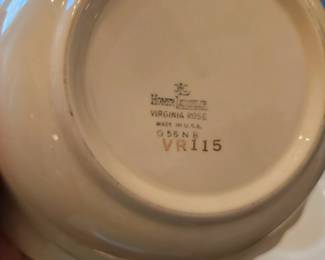 HOMER LAUGHLIN
VIRGINIA ROSE
MADE IN U.S.A.
G 56 N 8
VR115